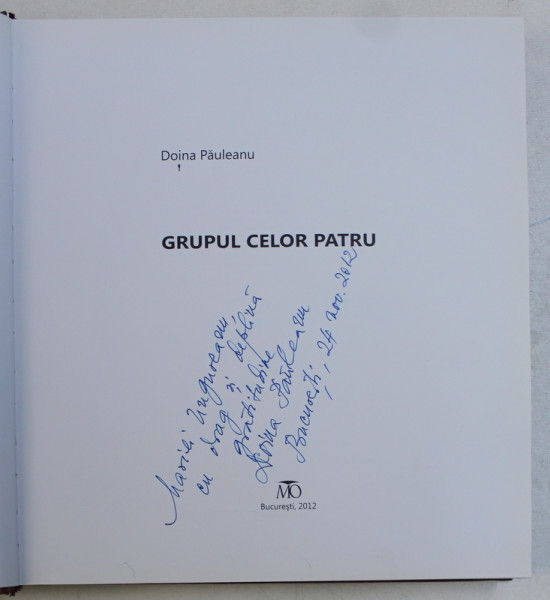 Doina Păuleanu
GRUPUL CELOR PATRU
Mariei Ungureanu,
cu drag și deplină
gratitudine
Doina Păuleanu
București, 24 nov. 2012
MO
București, 2012